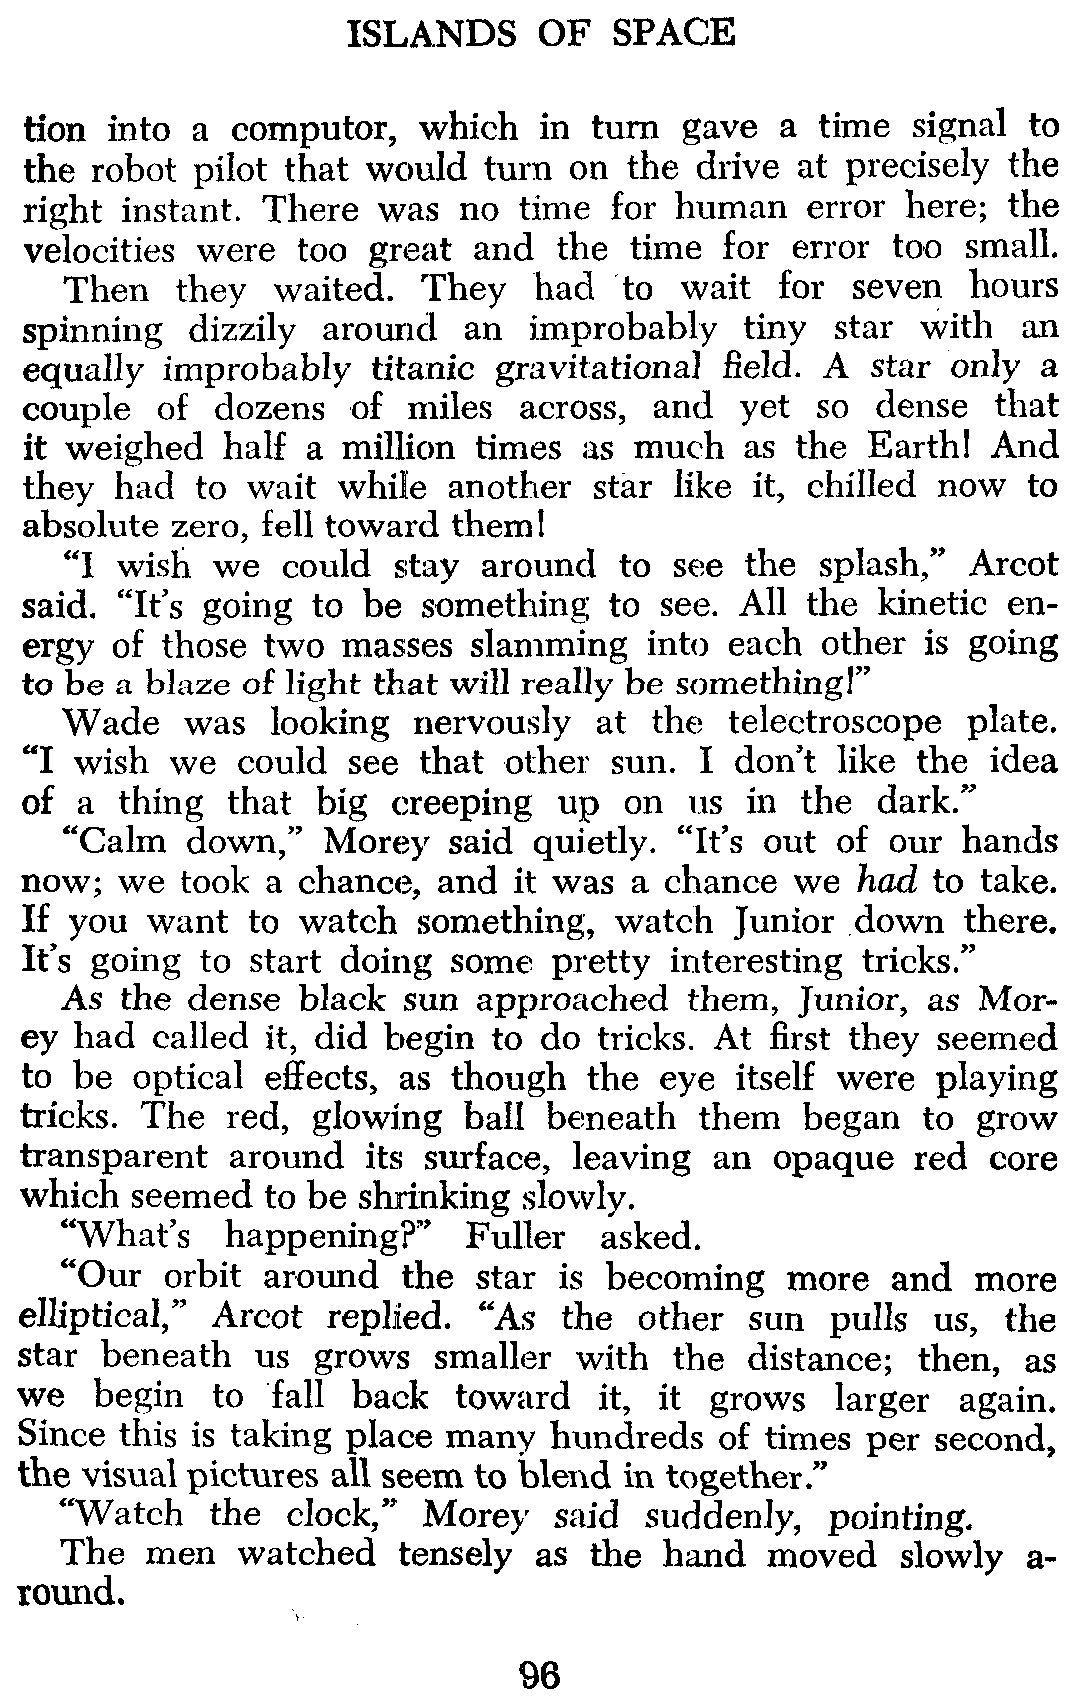 ISLANDS OF SPACE
tion into a computor, which in turn gave a time signal to
the robot pilot that would turn on the drive at precisely the
right instant. There was no time for human error here; the
velocities were too great and the time for error too small.
Then they waited. They had to wait for seven hours
spinning dizzily around an improbably tiny star with an
equally improbably titanic gravitational field. A star only a
couple of dozens of miles across, and yet so dense that
it weighed half a million times as much as the Earth! And
they had to wait while another star like it, chilled now to
absolute zero, fell toward them!
“I wish we could stay around to see the splash,” Arcot
said. “It’s going to be something to see. All the kinetic en-
ergy of those two masses slamming into each other is going
to be a blaze of light that will really be something!”
Wade was looking nervously at the telectroscope plate.
“I wish we could see that other sun. I don’t like the idea
of a thing that big creeping up on us in the dark.”
“Calm down,” Morey said quietly. “It’s out of our hands
now; we took a chance, and it was a chance we had to take.
If you want to watch something, watch Junior down there.
It’s going to start doing some pretty interesting tricks.”
As the dense black sun approached them, Junior, as Mor-
ey had called it, did begin to do tricks. At first they seemed
to be optical effects, as though the eye itself were playing
tricks. The red, glowing ball beneath them began to grow
transparent around its surface, leaving an opaque red core
which seemed to be shrinking slowly.
“What’s happening?” Fuller asked.
“Our orbit around the star is becoming more and more
elliptical,” Arcot replied. “As the other sun pulls us, the
star beneath us grows smaller with the distance; then, as
we begin to fall back toward it, it grows larger again.
Since this is taking place many hundreds of times per second,
the visual pictures all seem to blend in together.”
“Watch the clock,” Morey said suddenly, pointing.
The men watched tensely as the hand moved slowly a-
round.
96